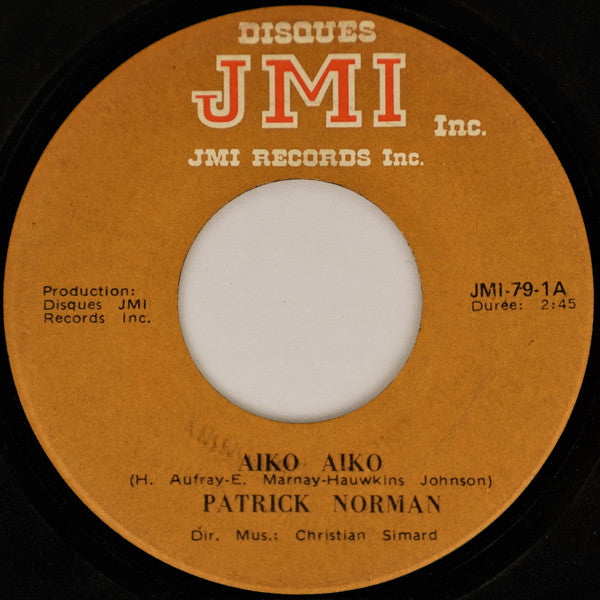 DISQUES
JMI
Inc.
JMI RECORDS Inc.
Production:
Disques JMI
Records Inc.
JMI-79-1A
Durée: 2:45
AIKO AIKO
(H. Aufray-E. Marnay-Hauwkins Johnson)
PATRICK NORMAN
Dir. Mus.: Christian Simard